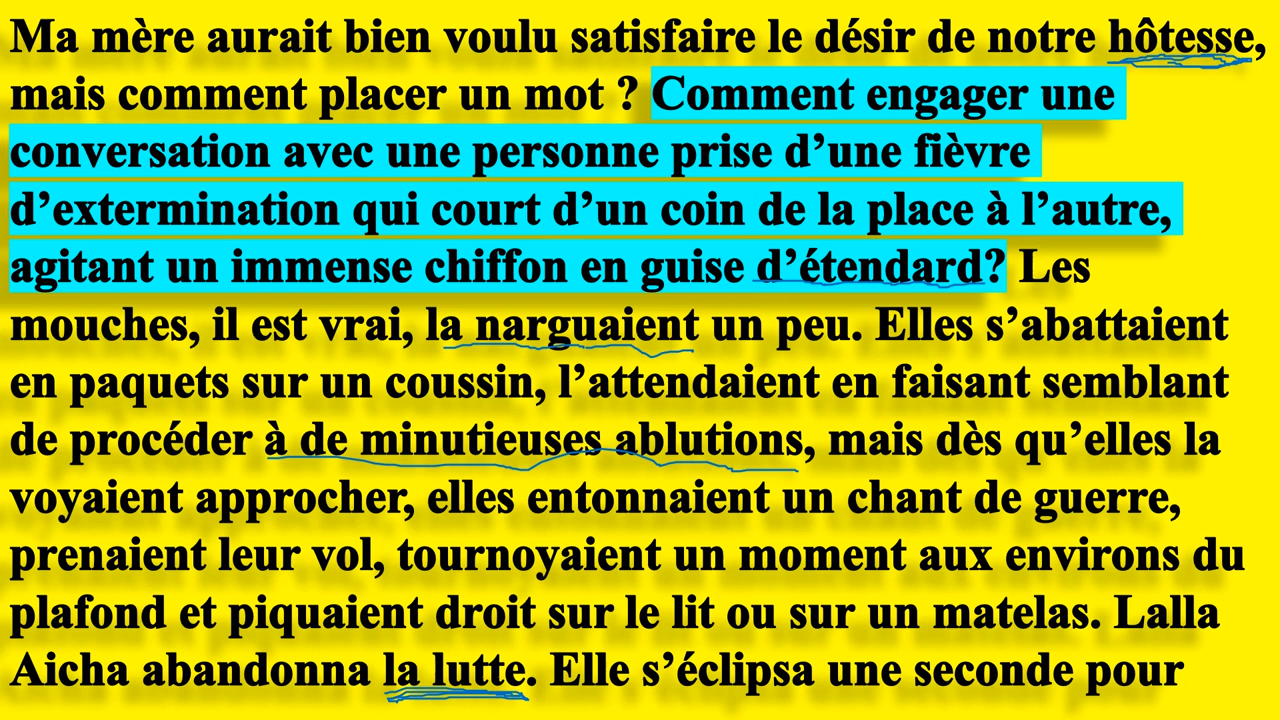 Ma mère aurait bien voulu satisfaire le désir de notre hôtesse,
mais comment placer un mot ? Comment engager une
conversation avec une personne prise d’une fièvre
d’extermination qui court d’un coin de la place à l’autre,
agitant un immense chiffon en guise d’étendard? Les
mouches, il est vrai, la narguaient un peu. Elles s’abattaient
en paquets sur un coussin, l’attendaient en faisant semblant
de procéder à de minutieuses ablutions, mais dès qu’elles la
voyaient approcher, elles entonnaient un chant de guerre,
prenaient leur vol, tournoyaient un moment aux environs du
plafond et piquaient droit sur le lit ou sur un matelas. Lalla
Aicha abandonna la lutte. Elle s’éclipsa une seconde pour